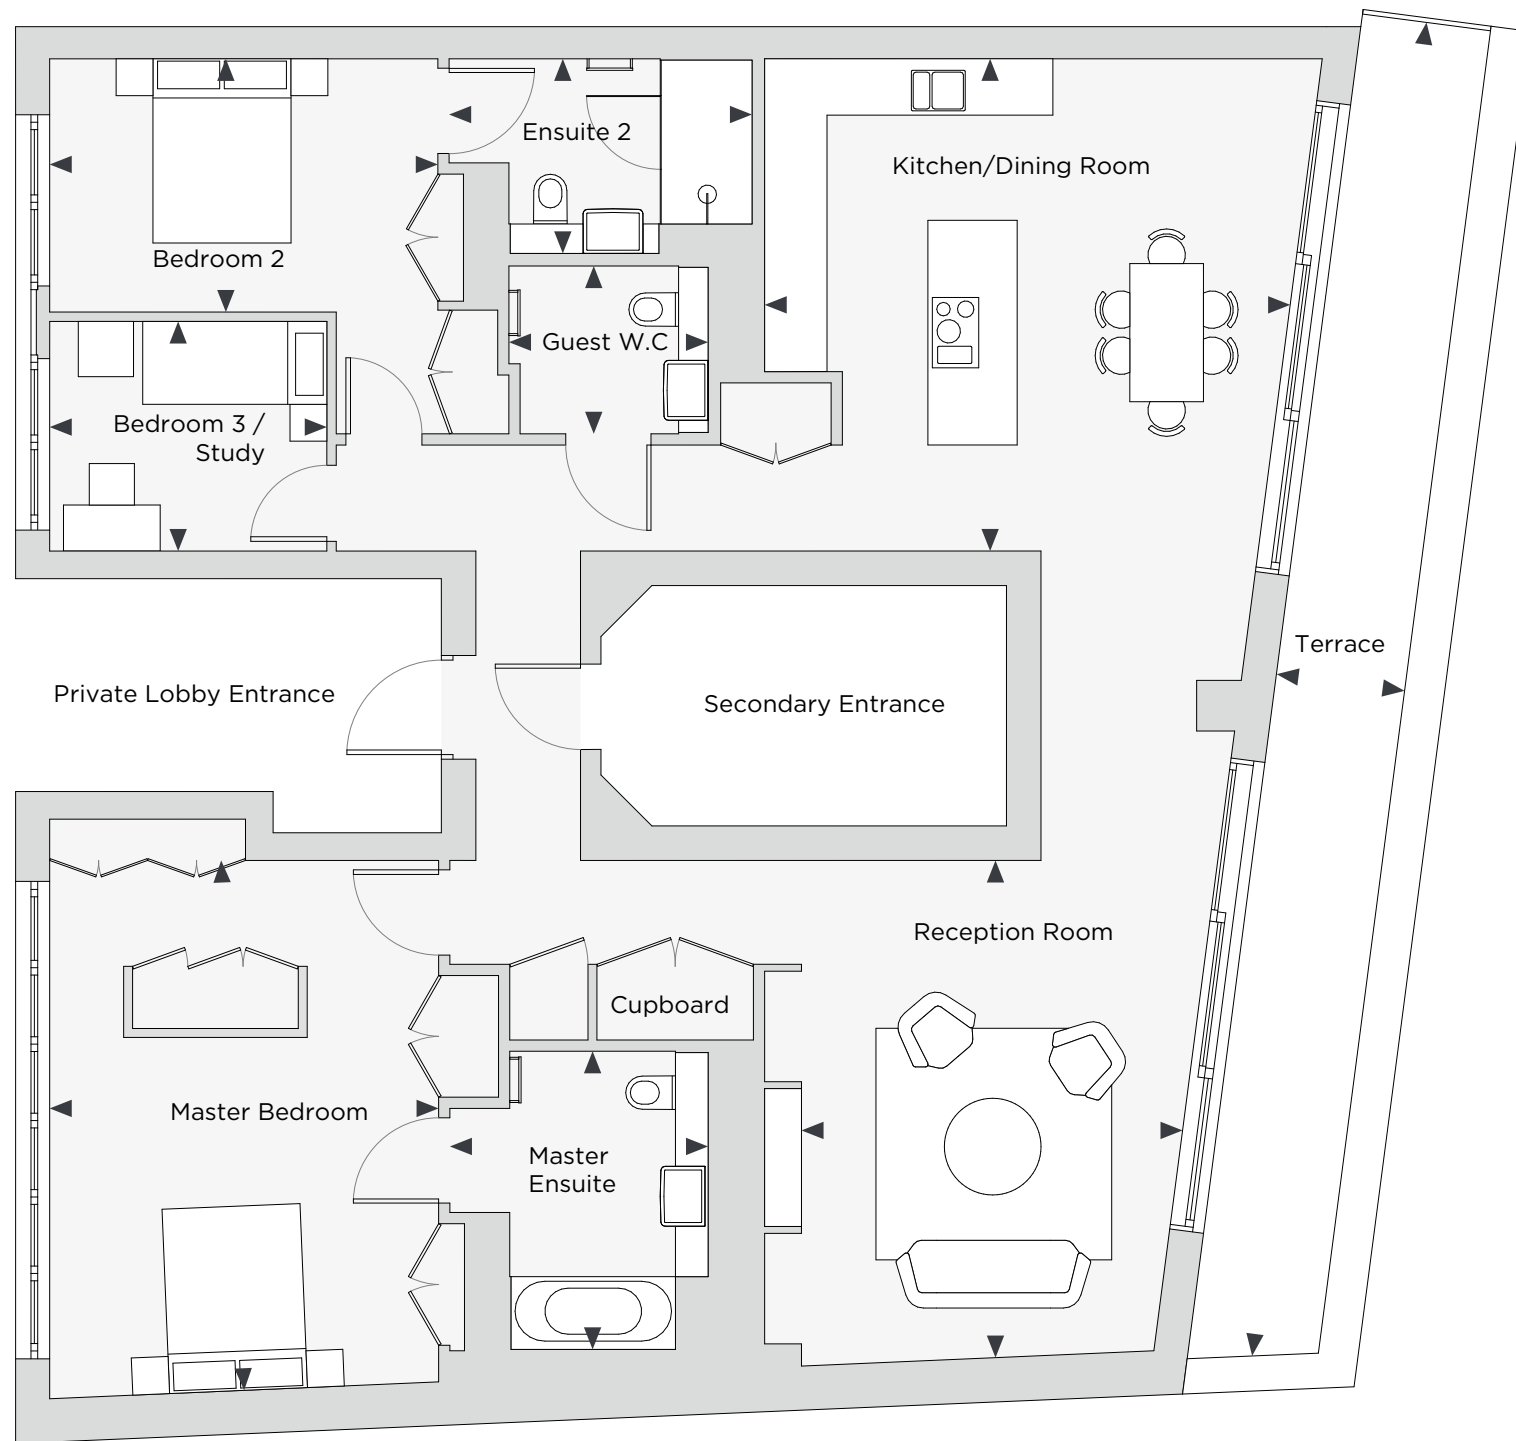 Ensuite 2
Kitchen/Dining Room
Bedroom 2
Guest W.C
Bedroom 3 /
Study
Terrace
Private Lobby Entrance
Secondary Entrance
Reception Room
Cupboard
Master Bedroom
Master
Ensuite